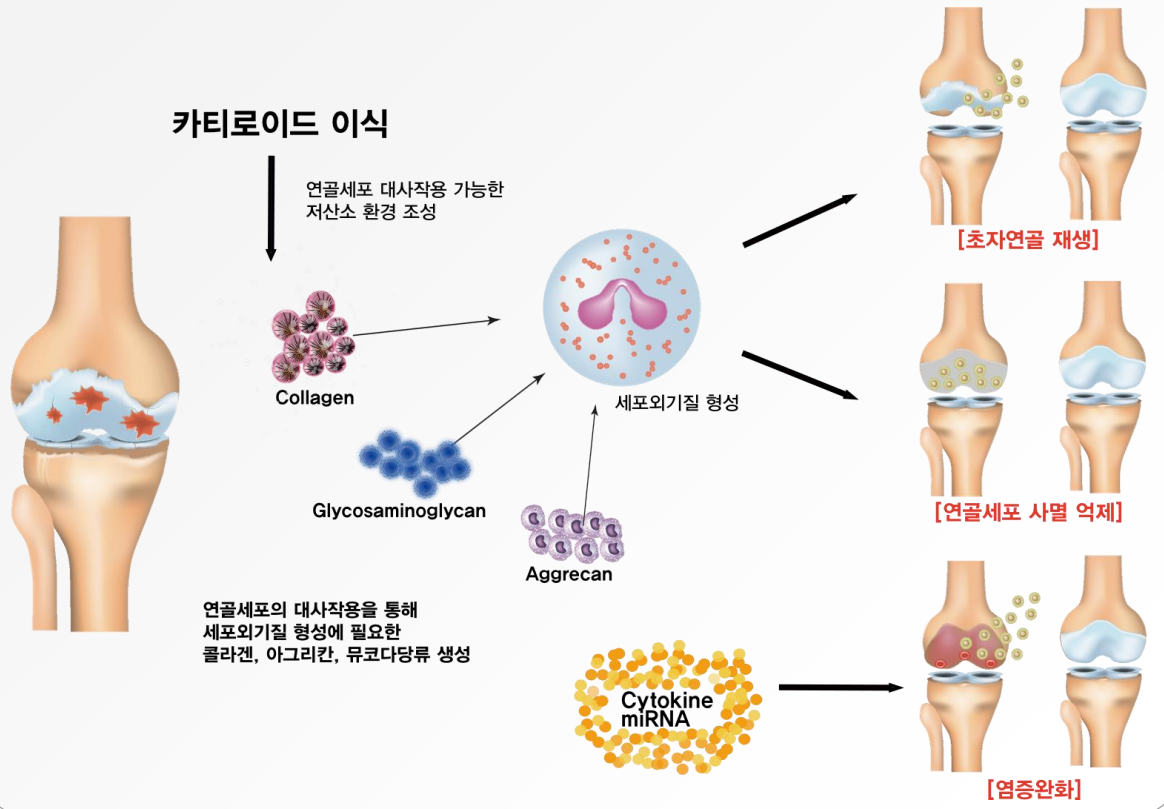 카티로이드 이식
연골세포 대사작용 가능한
저산소 환경 조성
Collagen
Glycosaminoglycan
Aggrecan
세포외기질 형성
연골세포의 대사작용을 통해
세포외기질 형성에 필요한
콜라겐, 아그리칸, 뮤코다당류 생성
Cytokine
miRNA
[초자연골 재생]
[연골세포 사멸 억제]
[염증완화]